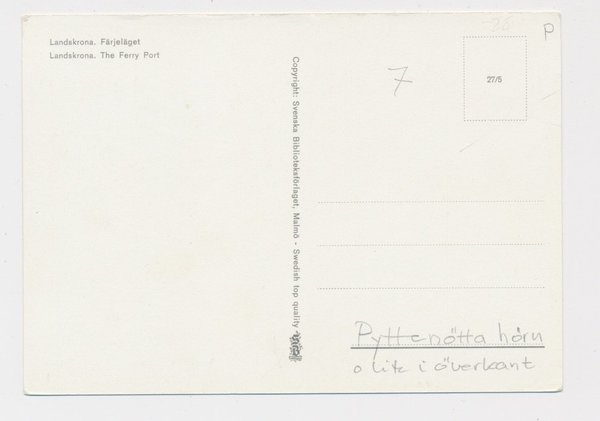 Landskrona. Färjeläget
Landskrona. The Ferry Port
Copyright: Svenska Biblioteksförlaget, Malmö - Swedish top quality
P
7
27/5
Pyttenötta hörn
o lite i överkant